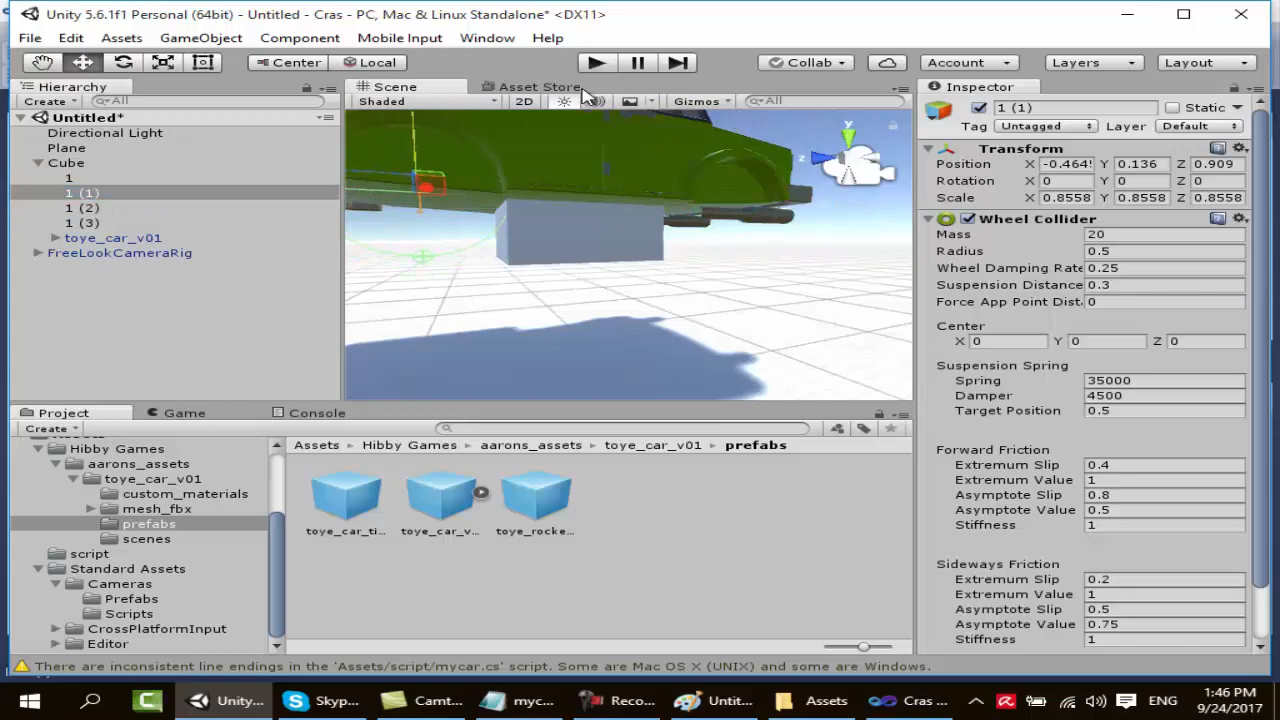 Unity 5.6.1f1 Personal (64bit) - Untitled - Cras - PC, Mac & Linux Standalone* <DX11>
File Edit Assets GameObject Component Mobile Input Window Help
Center Local Collab Account Layers Layout
Hierarchy
Create All
Untitled*
Directional Light
Plane
Cube
1
1 (1)
1 (2)
1 (3)
toye_car_v01
FreeLookCameraRig
Scene Asset Store
Shaded 2D Gizmos All
y
z
Inspector
1 (1) Static
Tag Untagged Layer Default
Transform
Position X -0.464! Y 0.136 Z 0.909
Rotation X 0 Y 0 Z 0
Scale X 0.8558 Y 0.8558 Z 0.8558
Wheel Collider
Mass 20
Radius 0.5
Wheel Damping Rate 0.25
Suspension Distance 0.3
Force App Point Dist. 0
Center
X 0 Y 0 Z 0
Suspension Spring
Spring 35000
Damper 4500
Target Position 0.5
Forward Friction
Extremum Slip 0.4
Extremum Value 1
Asymptote Slip 0.8
Asymptote Value 0.5
Stiffness 1
Sideways Friction
Extremum Slip 0.2
Extremum Value 1
Asymptote Slip 0.5
Asymptote Value 0.75
Stiffness 1
Project Game Console
Create
Hibby Games
aarons_assets
toye_car_v01
custom_materials
mesh_fbx
prefabs
scenes
script
Standard Assets
Cameras
Prefabs
Scripts
CrossPlatformInput
Editor
Assets Hibby Games aarons_assets toye_car_v01 prefabs
toye_car_ti... toye_car_v... toye_rocke...
There are inconsistent line endings in the 'Assets/script/mycar.cs' script. Some are Mac OS X (UNIX) and some are Windows.
Unity... Skyp... Camt... myc... Reco... Untit... Assets Cras ... ENG
1:46 PM
9/24/2017